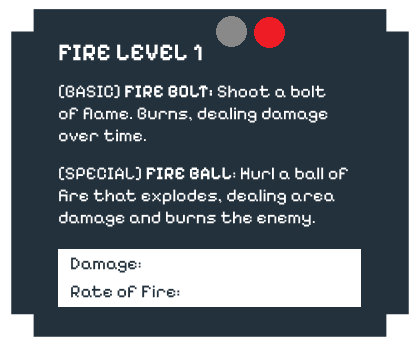 FIRE LEVEL 1
(BASIC) FIRE BOLT: Shoot a bolt
of flame. Burns, dealing damage
over time.
(SPECIAL) FIRE BALL: Hurl a ball of
fire that explodes, dealing area
damage and burns the enemy.
Damage:
Rate of Fire: